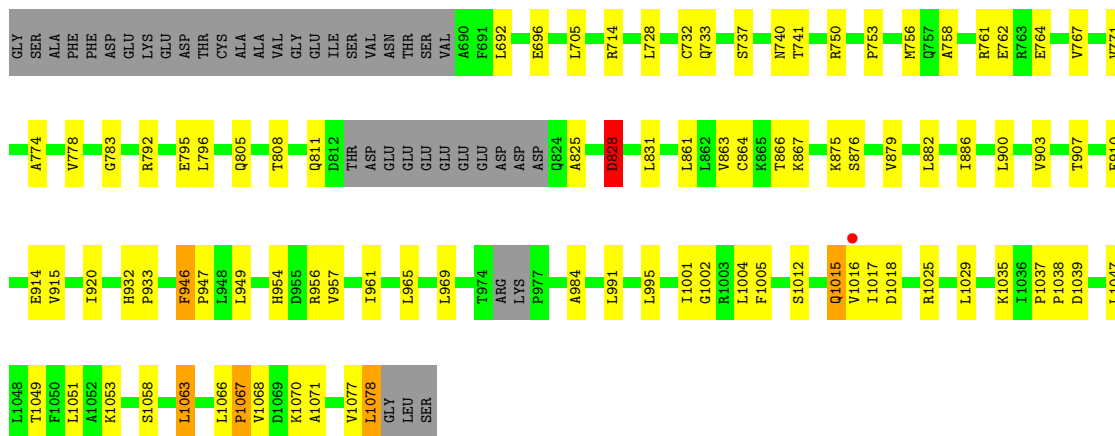 GLY SER ALA PHE PHE ASP GLU LYS GLU ASP THR CYS ALA ALA VAL GLY GLU ILE SER VAL ASN THR SER VAL A690 F691 L692 E696 L705 R714 L728 C732 Q733 S737 N740 T741 R750 P753 M756 Q757 A758 R761 E762 R763 E764 V767
A774 V778 G783 R792 E795 L796 Q805 T808 Q811 D812 THR ASP GLU GLU GLU GLU GLU GLU ASP ASP ASP Q824 A825 D828 L831 L861 L862 V863 C864 K865 T866 K867 K875 S876 V879 L882 I886 L900 V903 T907
E914 V915 I920 H932 P933 F946 P947 L948 L949 H954 D955 R956 V957 I961 L965 L969 T974 ARG LYS P977 A984 L991 L995 I1001 G1002 R1003 L1004 F1005 S1012 Q1015 V1016 I1017 D1018 R1025 L1029 K1035 I1036 P1037 P1038 D1039 L1047
L1048 T1049 F1050 L1051 A1052 K1053 S1058 L1063 L1066 P1067 V1068 D1069 K1070 A1071 V1077 L1078 GLY LEU SER